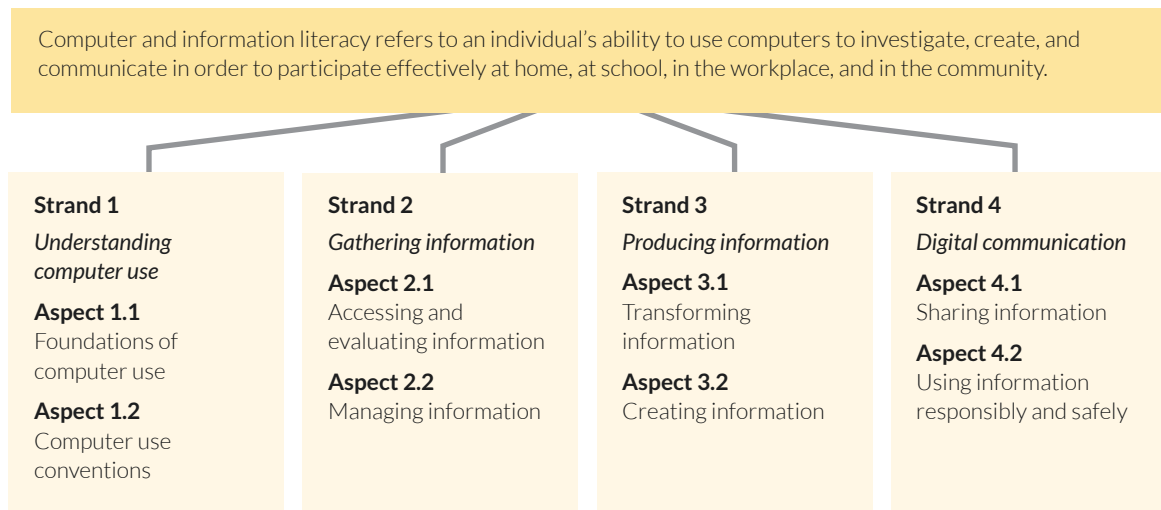 Computer and information literacy refers to an individual’s ability to use computers to investigate, create, and
communicate in order to participate effectively at home, at school, in the workplace, and in the community.
Strand 1
Understanding
computer use
Aspect 1.1
Foundations of
computer use
Aspect 1.2
Computer use
conventions
Strand 2
Gathering information
Aspect 2.1
Accessing and
evaluating information
Aspect 2.2
Managing information
Strand 3
Producing information
Aspect 3.1
Transforming
information
Aspect 3.2
Creating information
Strand 4
Digital communication
Aspect 4.1
Sharing information
Aspect 4.2
Using information
responsibly and safely